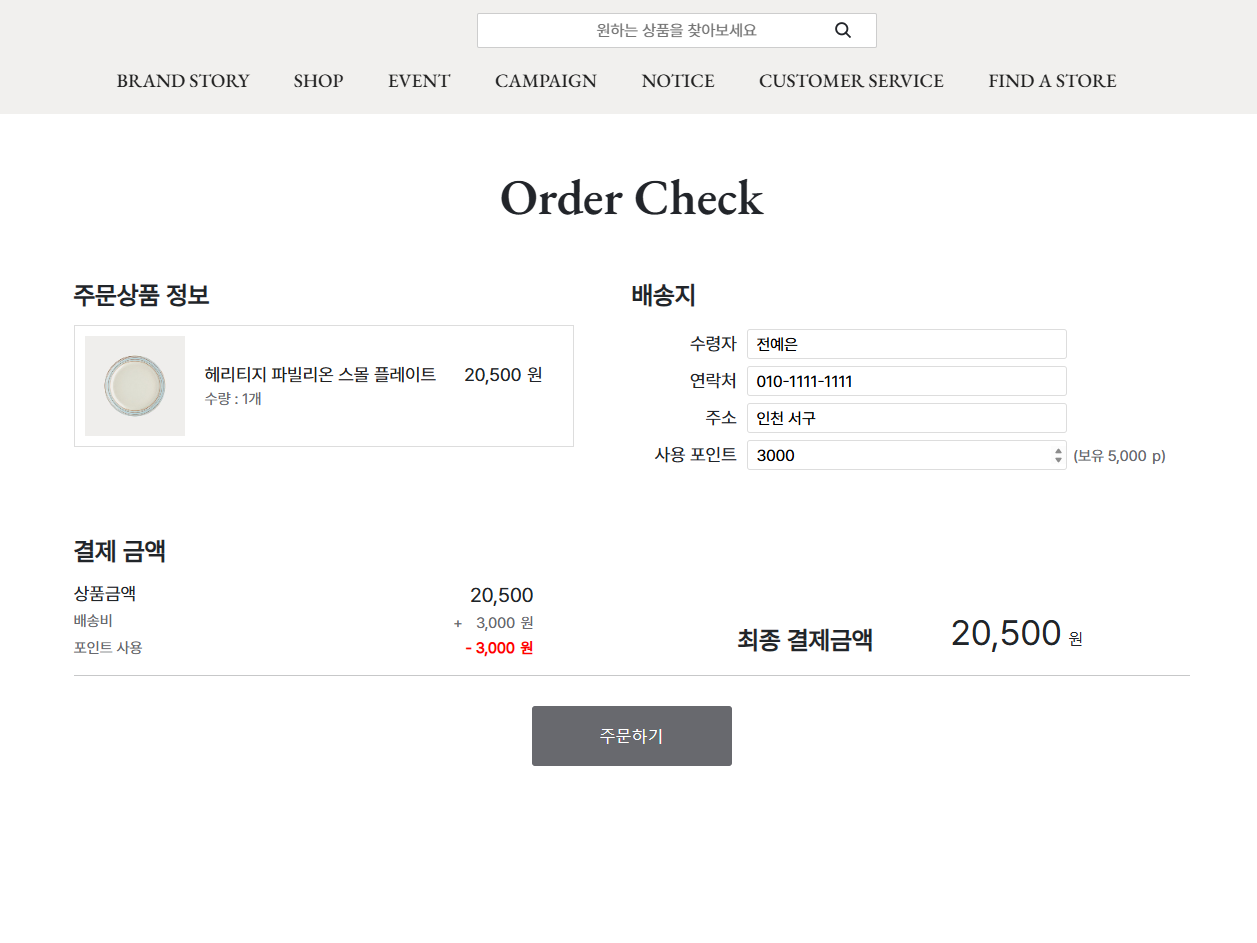 원하는 상품을 찾아보세요
BRAND STORY SHOP EVENT CAMPAIGN NOTICE CUSTOMER SERVICE FIND A STORE
Order Check
주문상품 정보
헤리티지 파빌리온 스몰 플레이트 20,500 원
수량 : 1개
배송지
수령자 전예은
연락처 010-1111-1111
주소 인천 서구
사용 포인트 3000 (보유 5,000 p)
결제 금액
상품금액 20,500
배송비 + 3,000 원
포인트 사용 - 3,000 원
최종 결제금액 20,500 원
주문하기